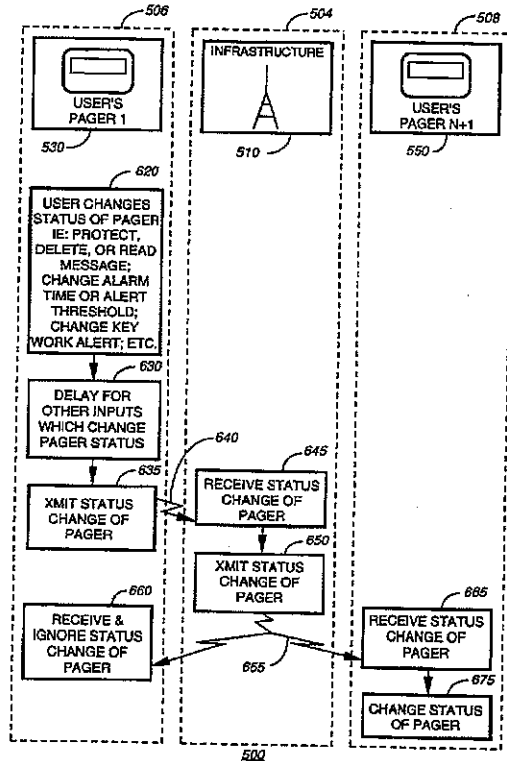 506
504
508
USER'S
PAGER 1
530
INFRASTRUCTURE
510
USER'S
PAGER N+1
550
620
USER CHANGES
STATUS OF PAGER
IE: PROTECT,
DELETE, OR READ
MESSAGE;
CHANGE ALARM
TIME OR ALERT
THRESHOLD;
CHANGE KEY
WORK ALERT; ETC.
630
DELAY FOR
OTHER INPUTS
WHICH CHANGE
PAGER STATUS
635
XMIT STATUS
CHANGE OF
PAGER
640
645
RECEIVE STATUS
CHANGE OF
PAGER
650
XMIT STATUS
CHANGE OF
PAGER
655
660
RECEIVE &
IGNORE STATUS
CHANGE OF
PAGER
665
RECEIVE STATUS
CHANGE OF
PAGER
675
CHANGE STATUS
OF PAGER
500